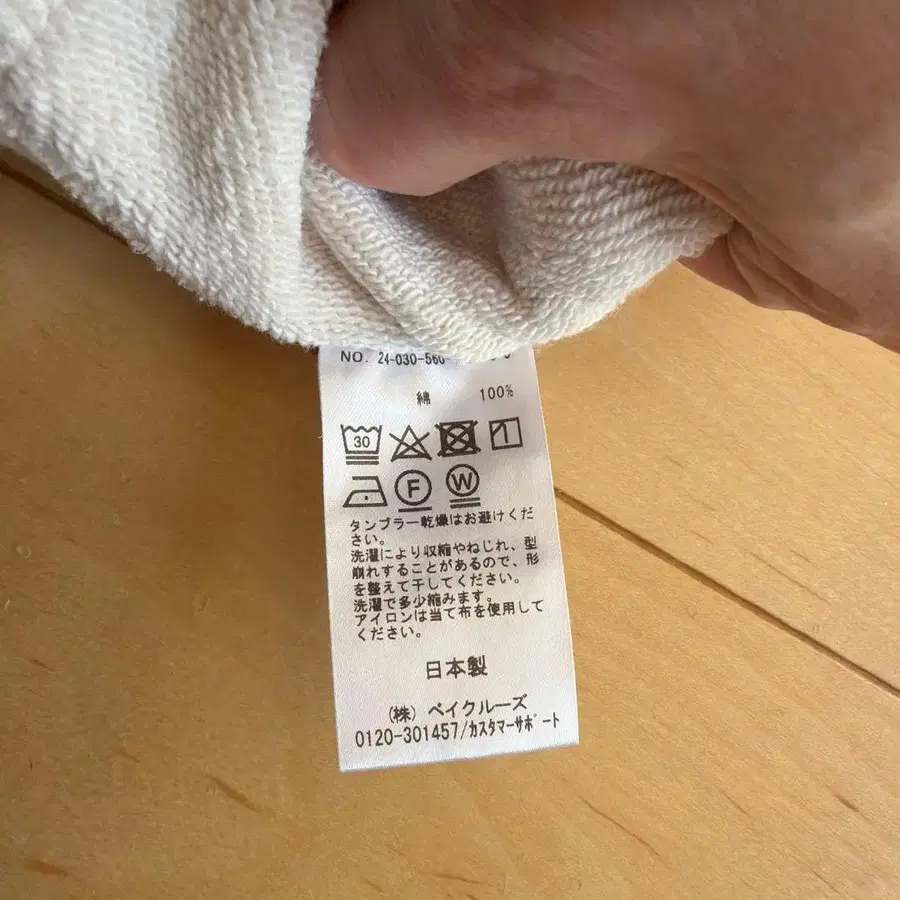 NO. 24-030-560-
綿 100%
30
F W
タンブラー乾燥はお避けくだ
さい。
洗濯により収縮やねじれ、型
崩れすることがあるので、形
を整えて干してください。
洗濯で多少縮みます。
アイロンは当て布を使用して
ください。
日本製
(株) ベイクルーズ
0120-301457/カスタマーサポート